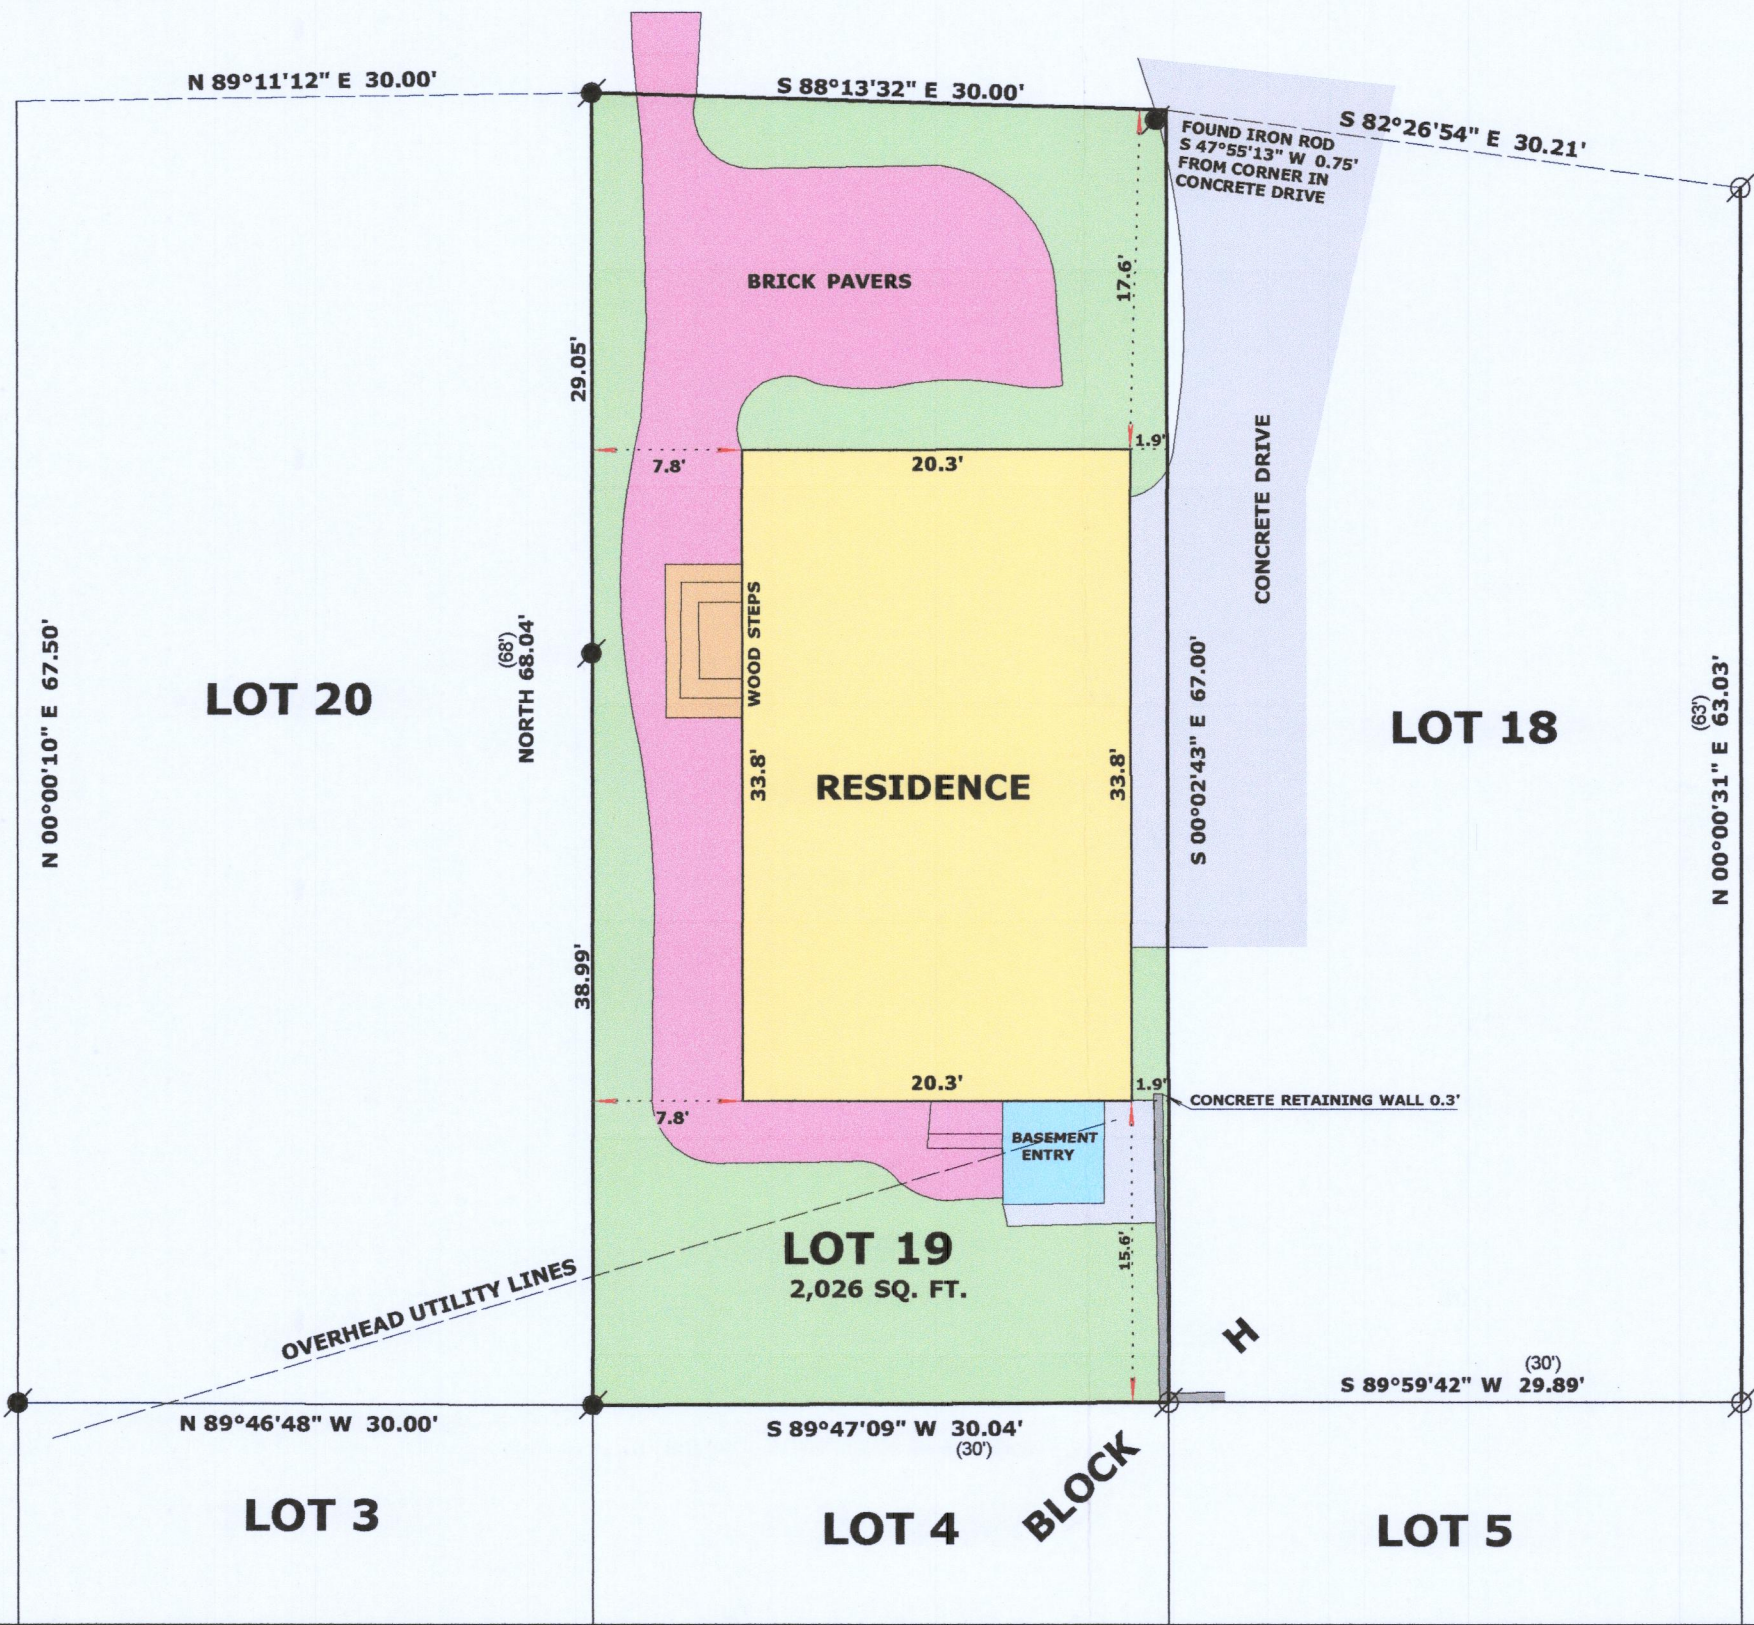 N 89°11'12" E 30.00'
S 88°13'32" E 30.00'
S 82°26'54" E 30.21'
FOUND IRON ROD
S 47°55'13" W 0.75'
FROM CORNER IN
CONCRETE DRIVE
BRICK PAVERS
17.6'
29.05'
1.9'
7.8'
20.3'
CONCRETE DRIVE
WOOD STEPS
N 00°00'10" E 67.50'
LOT 20
(68')
NORTH 68.04'
33.8'
RESIDENCE
33.8'
S 00°02'43" E 67.00'
LOT 18
(63')
N 00°00'31" E 63.03'
38.99'
20.3'
1.9'
7.8'
CONCRETE RETAINING WALL 0.3'
BASEMENT
ENTRY
15.6'
LOT 19
2,026 SQ. FT.
OVERHEAD UTILITY LINES
H
(30')
S 89°59'42" W 29.89'
N 89°46'48" W 30.00'
S 89°47'09" W 30.04'
(30')
BLOCK
LOT 3
LOT 4
LOT 5